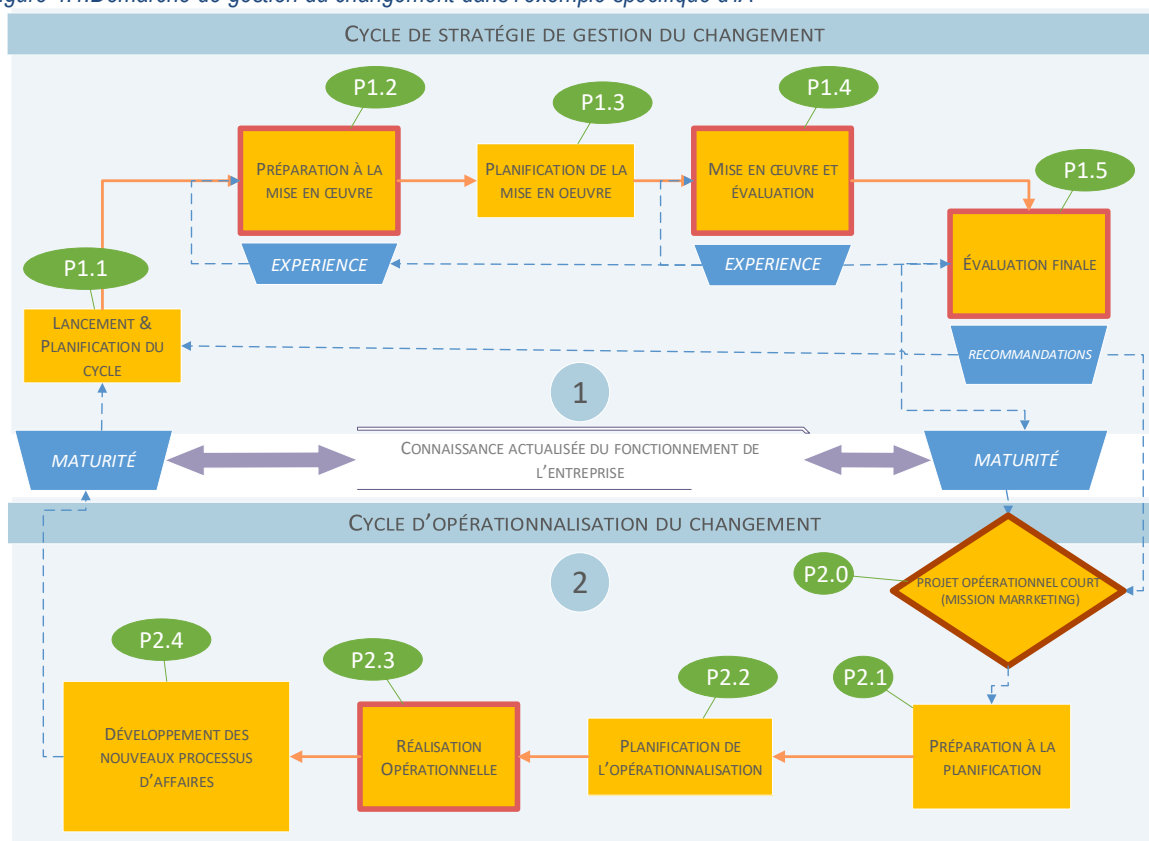 CYCLE DE STRATÉGIE DE GESTION DU CHANGEMENT
P1.2
P1.3
P1.4
P1.5
PRÉPARATION À LA
MISE EN ŒUVRE
PLANIFICATION DE LA
MISE EN OEUVRE
MISE EN ŒUVRE ET
ÉVALUATION
ÉVALUATION FINALE
EXPERIENCE
EXPERIENCE
P1.1
LANCEMENT &
PLANIFICATION DU
CYCLE
RECOMMANDATIONS
1
MATURITÉ
CONNAISSANCE ACTUALISÉE DU FONCTIONNEMENT DE
L'ENTREPRISE
MATURITÉ
CYCLE D'OPÉRATIONNALISATION DU CHANGEMENT
2
P2.0
PROJET OPÉERATIONNEL COURT
(MISSION MARRKETING)
P2.4
P2.3
P2.2
P2.1
DÉVELOPPEMENT DES
NOUVEAUX PROCESSUS
D'AFFAIRES
RÉALISATION
OPÉRATIONNELLE
PLANIFICATION DE
L'OPÉRATIONNALISATION
PRÉPARATION À LA
PLANIFICATION